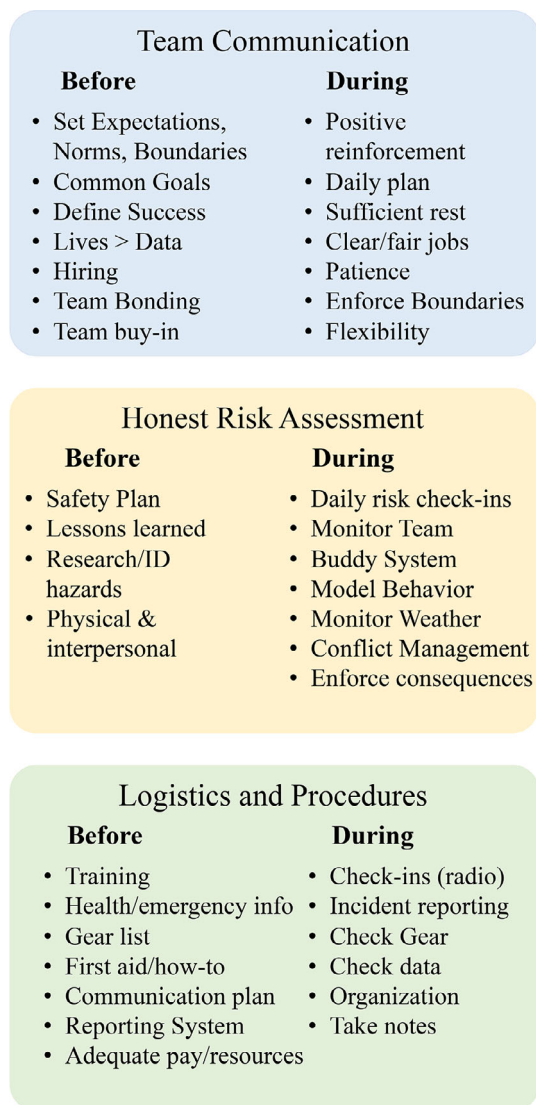 Team Communication
Before
• Set Expectations,
Norms, Boundaries
• Common Goals
• Define Success
• Lives > Data
• Hiring
• Team Bonding
• Team buy-in
During
• Positive
reinforcement
• Daily plan
• Sufficient rest
• Clear/fair jobs
• Patience
• Enforce Boundaries
• Flexibility
Honest Risk Assessment
Before
• Safety Plan
• Lessons learned
• Research/ID
hazards
• Physical &
interpersonal
During
• Daily risk check-ins
• Monitor Team
• Buddy System
• Model Behavior
• Monitor Weather
• Conflict Management
• Enforce consequences
Logistics and Procedures
Before
• Training
• Health/emergency info
• Gear list
• First aid/how-to
• Communication plan
• Reporting System
• Adequate pay/resources
During
• Check-ins (radio)
• Incident reporting
• Check Gear
• Check data
• Organization
• Take notes